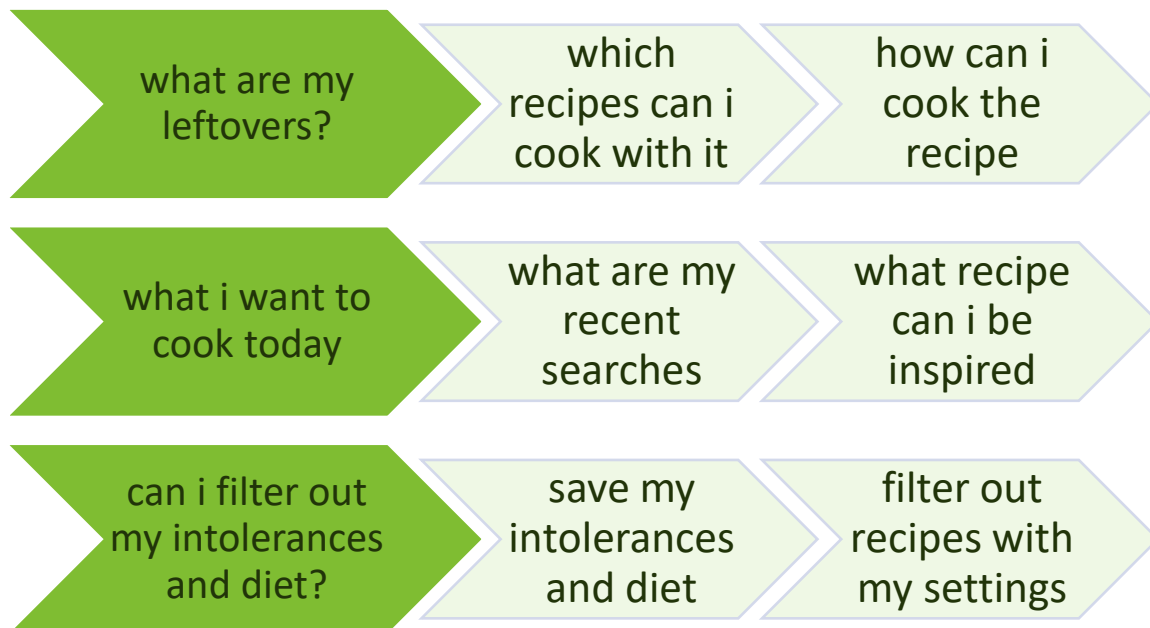 what are my
leftovers?
which
recipes can i
cook with it
how can i
cook the
recipe
what i want to
cook today
what are my
recent
searches
what recipe
can i be
inspired
can i filter out
my intolerances
and diet?
save my
intolerances
and diet
filter out
recipes with
my settings